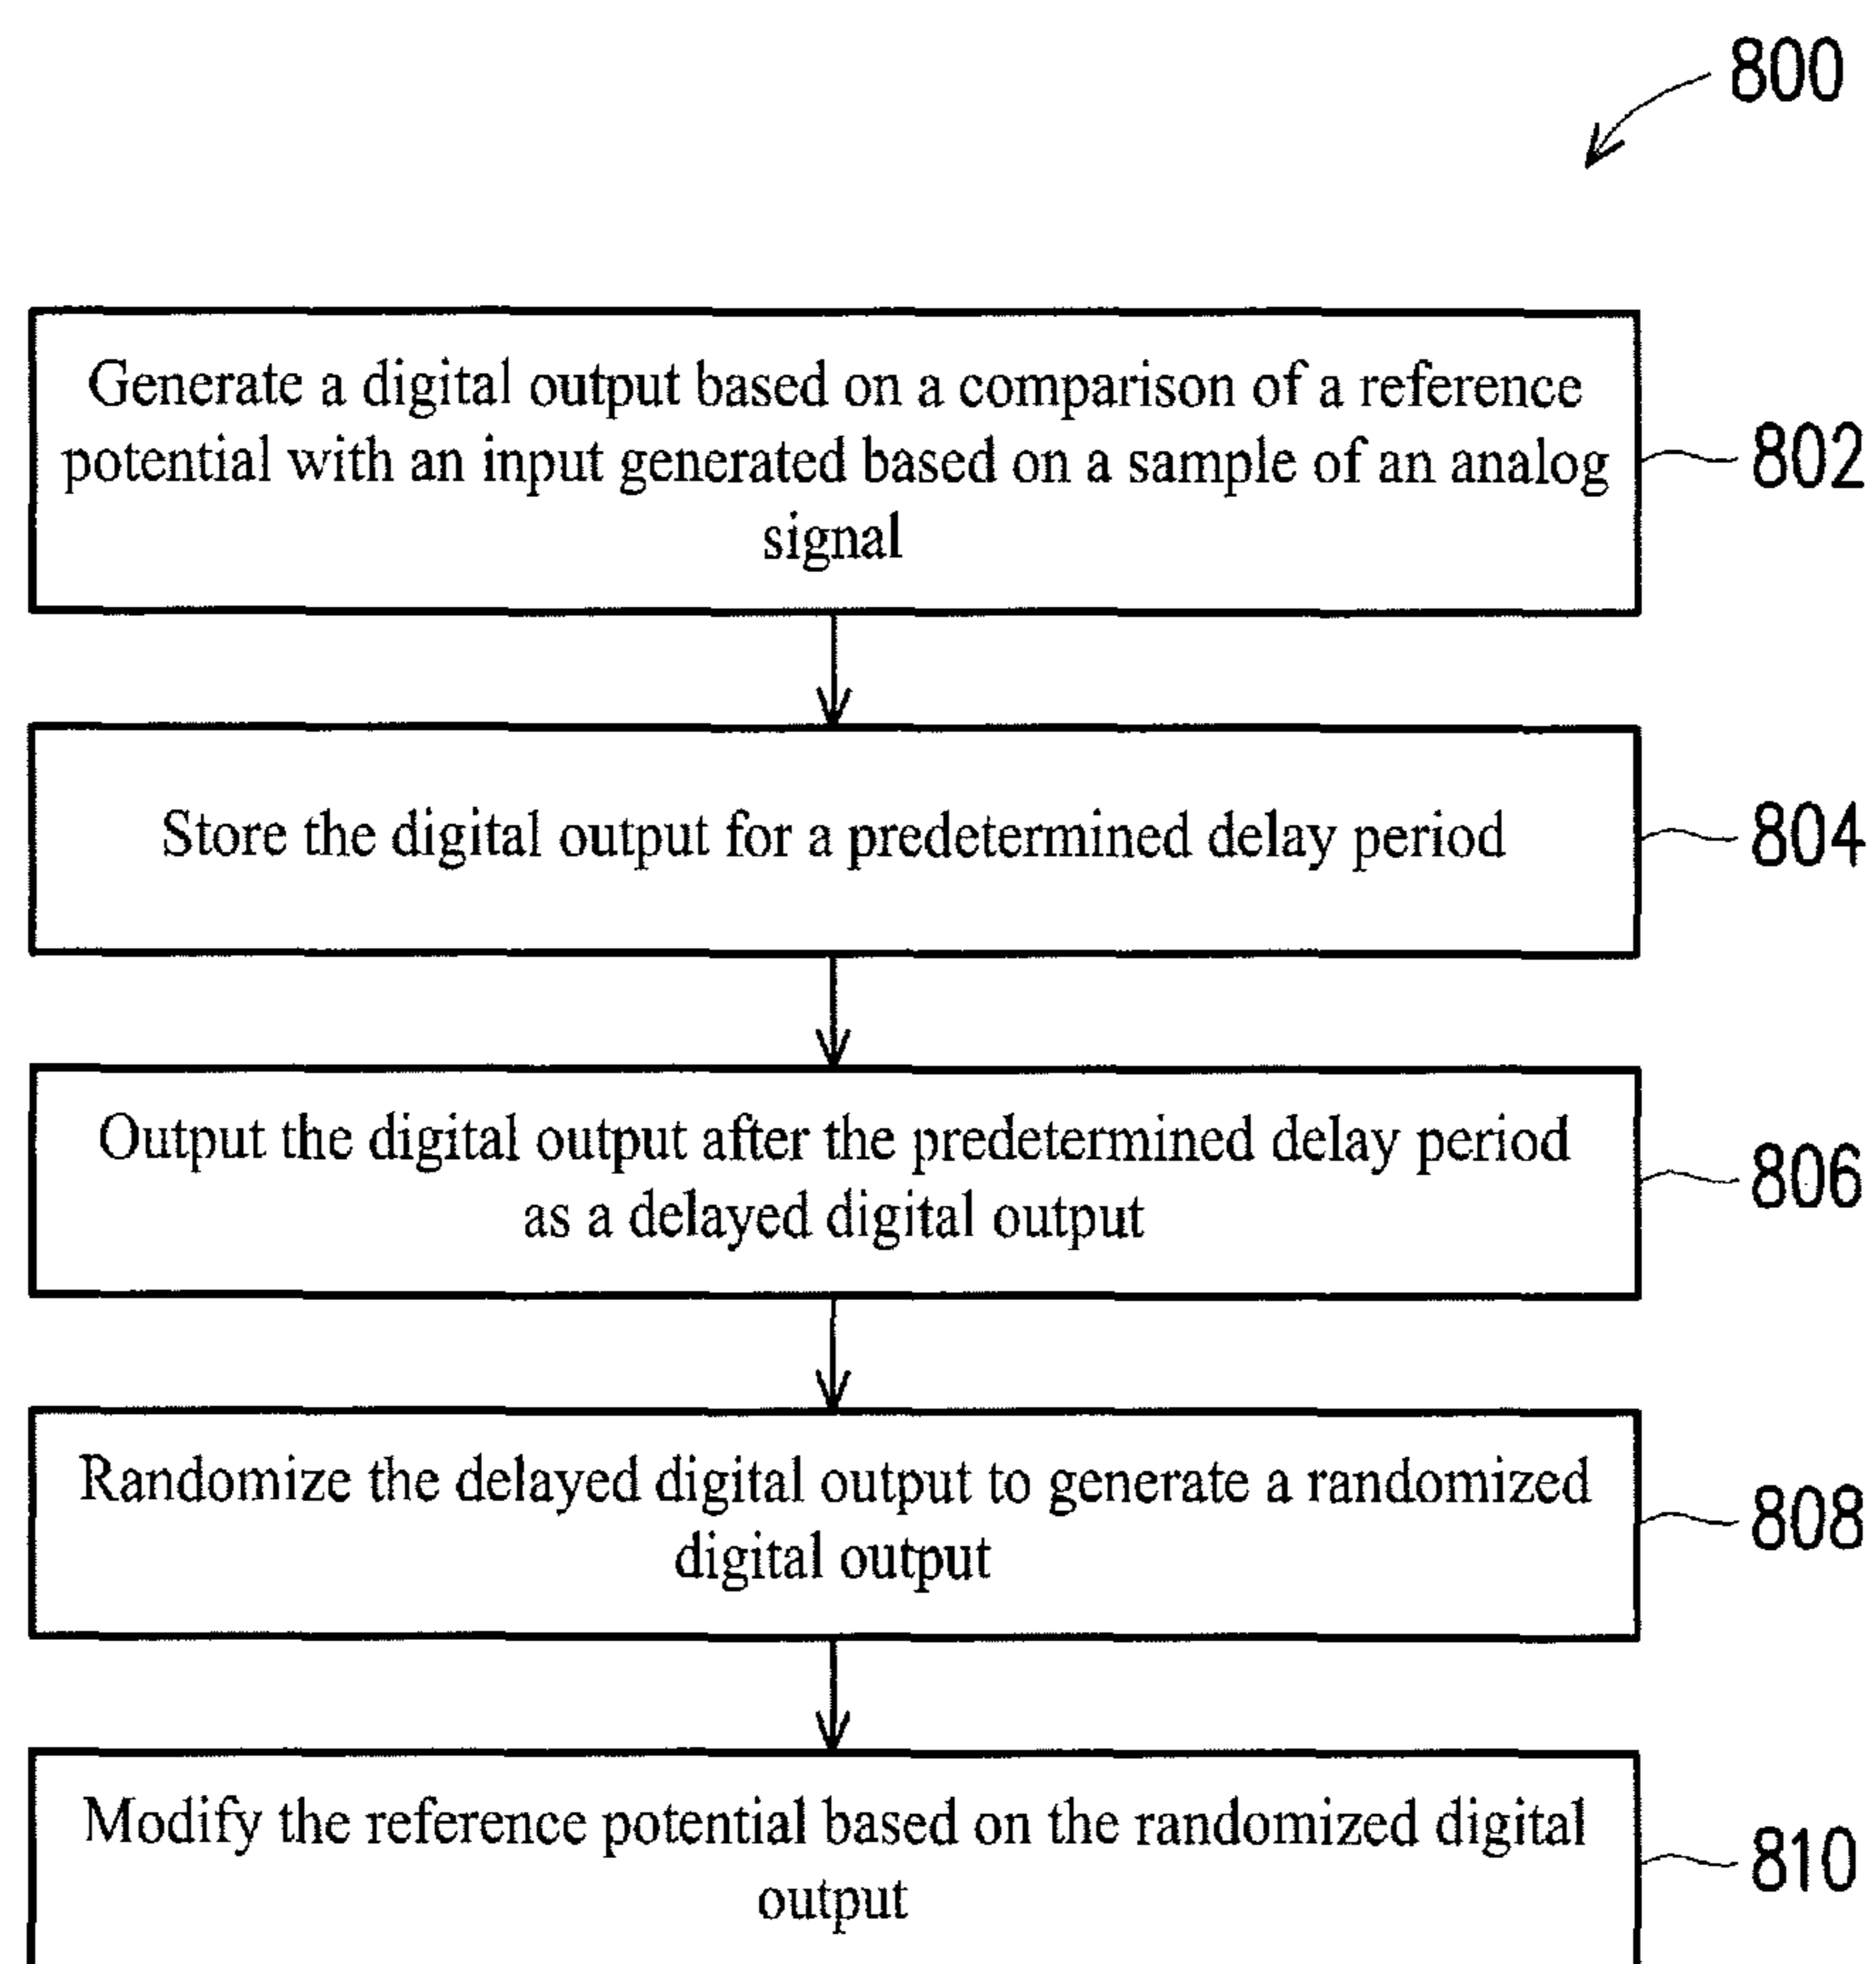 800
Generate a digital output based on a comparison of a reference
potential with an input generated based on a sample of an analog
signal
802
Store the digital output for a predetermined delay period
804
Output the digital output after the predetermined delay period
as a delayed digital output
806
Randomize the delayed digital output to generate a randomized
digital output
808
Modify the reference potential based on the randomized digital
output
810